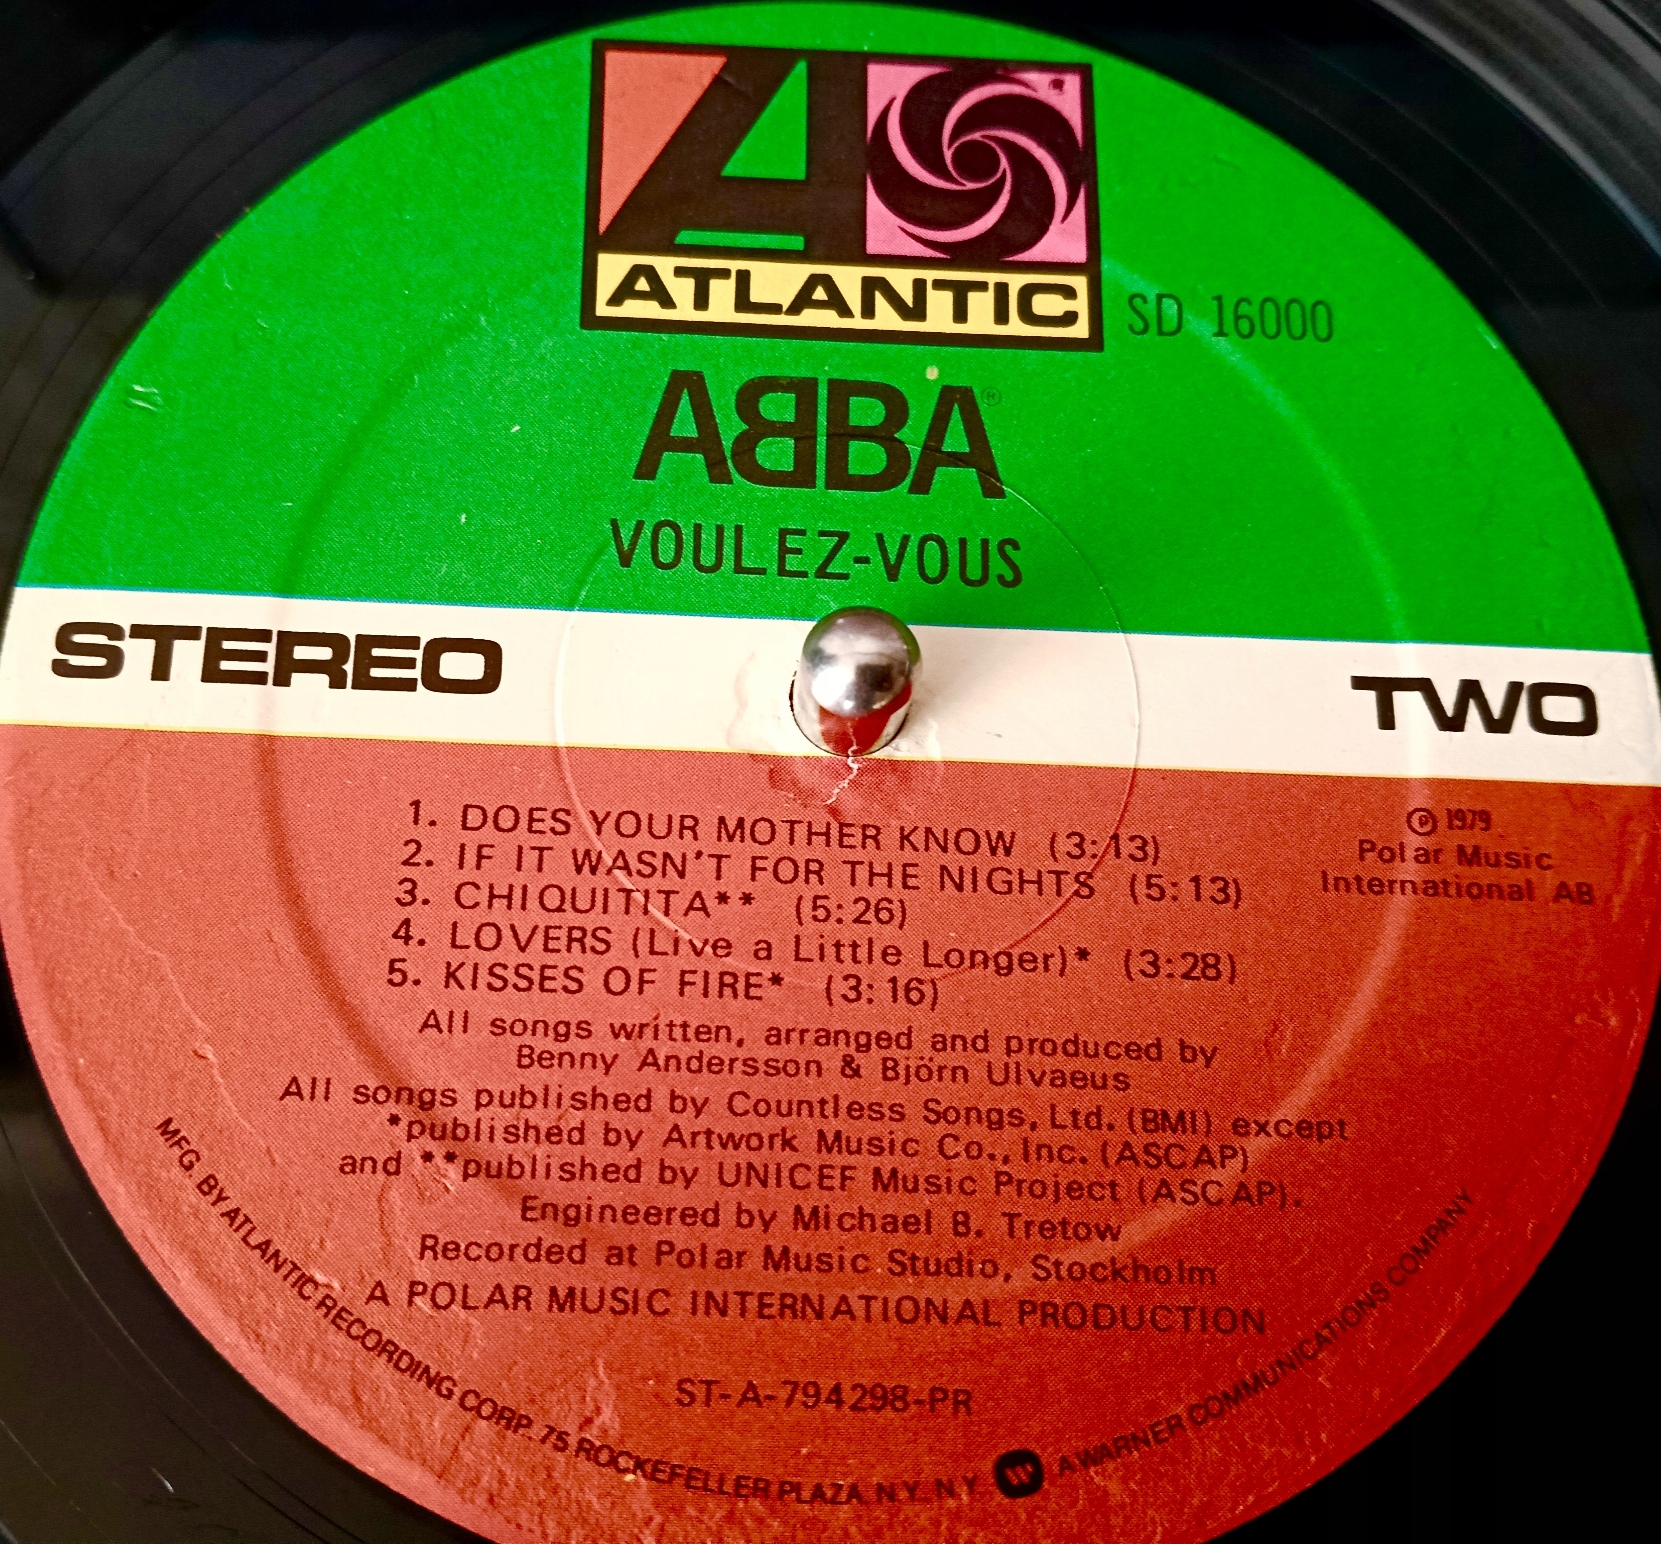 ATLANTIC
SD 16000
ABBA®
VOULEZ-VOUS
STEREO
TWO
1. DOES YOUR MOTHER KNOW (3:13)
2. IF IT WASN'T FOR THE NIGHTS (5:13)
3. CHIQUITITA** (5:26)
4. LOVERS (Live a Little Longer)* (3:28)
5. KISSES OF FIRE* (3:16)
℗ 1979
Polar Music
International AB
All songs written, arranged and produced by
Benny Andersson & Björn Ulvaeus
All songs published by Countless Songs, Ltd. (BMI) except
*published by Artwork Music Co., Inc. (ASCAP)
and **published by UNICEF Music Project (ASCAP).
Engineered by Michael B. Tretow
Recorded at Polar Music Studio, Stockholm
A POLAR MUSIC INTERNATIONAL PRODUCTION
ST-A-794298-PR
MFG. BY ATLANTIC RECORDING CORP. 75 ROCKEFELLER PLAZA N.Y. N.Y. W A WARNER COMMUNICATIONS COMPANY